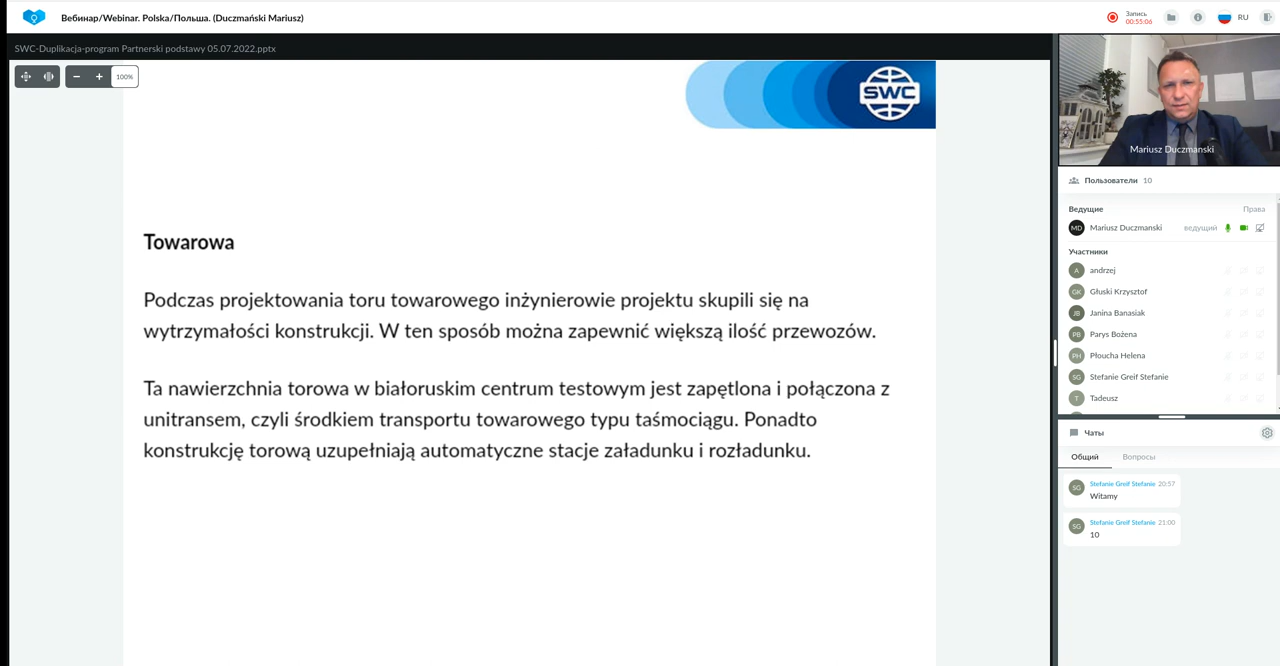 Вебинар/Webinar. Polska/Польша. (Duczmański Mariusz)
Запись
00:55:06
RU
SWC-Duplikacja-program Partnerski podstawy 05.07.2022.pptx
100%
SWC
Towarowa
Podczas projektowania toru towarowego inżynierowie projektu skupili się na
wytrzymałości konstrukcji. W ten sposób można zapewnić większą ilość przewozów.
Ta nawierzchnia torowa w białoruskim centrum testowym jest zapętlona i połączona z
unitransem, czyli środkiem transportu towarowego typu taśmociągu. Ponadto
konstrukcję torową uzupełniają automatyczne stacje załadunku i rozładunku.
Mariusz Duczmanski
Пользователи 10
Ведущие Права
MD Mariusz Duczmanski ведущий
Участники
A andrzej
GK Głuski Krzysztof
JB Janina Banasiak
PB Parys Bożena
PH Płoucha Helena
SG Stefanie Greif Stefanie
T Tadeusz
Чаты
Общий Вопросы
SG Stefanie Greif Stefanie 20:57
Witamy
SG Stefanie Greif Stefanie 21:00
10